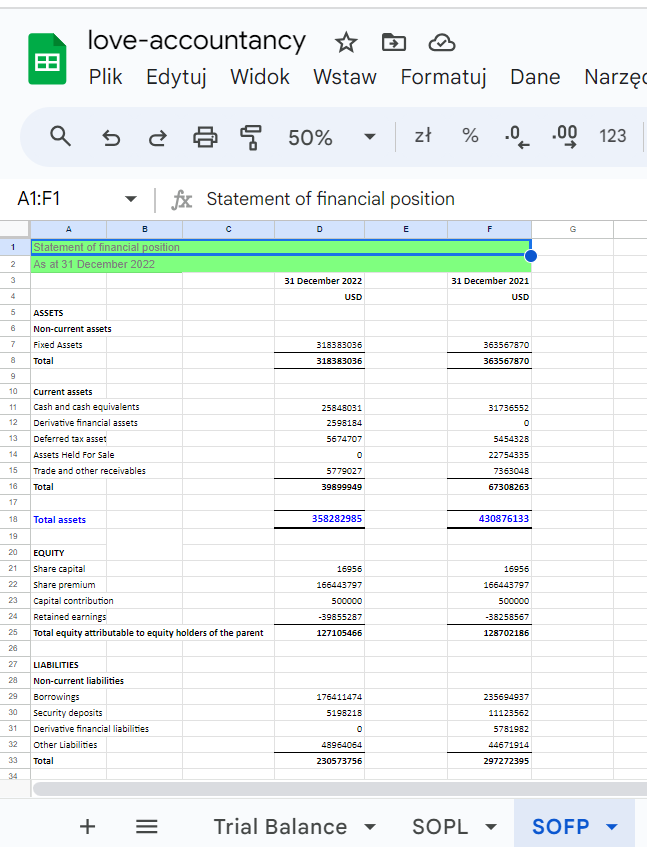 love-accountancy
Plik Edytuj Widok Wstaw Formatuj Dane Narzę
50% zł % .0 .00 123
A1:F1 fx Statement of financial position
A B C D E F G
1 Statement of financial position
2 As at 31 December 2022
3 31 December 2022 31 December 2021
4 USD USD
5 ASSETS
6 Non-current assets
7 Fixed Assets 318383036 363567870
8 Total 318383036 363567870
9
10 Current assets
11 Cash and cash equivalents 25848031 31736552
12 Derivative financial assets 2598184 0
13 Deferred tax asset 5674707 5454328
14 Assets Held For Sale 0 22754335
15 Trade and other receivables 5779027 7363048
16 Total 39899949 67308263
17
18 Total assets 358282985 430876133
19
20 EQUITY
21 Share capital 16956 16956
22 Share premium 166443797 166443797
23 Capital contribution 500000 500000
24 Retained earnings -39855287 -38258567
25 Total equity attributable to equity holders of the parent 127105466 128702186
26
27 LIABILITIES
28 Non-current liabilities
29 Borrowings 176411474 235694937
30 Security deposits 5198218 11123562
31 Derivative financial liabilities 0 5781982
32 Other Liabilities 48964064 44671914
33 Total 230573756 297272395
34
Trial Balance SOPL SOFP